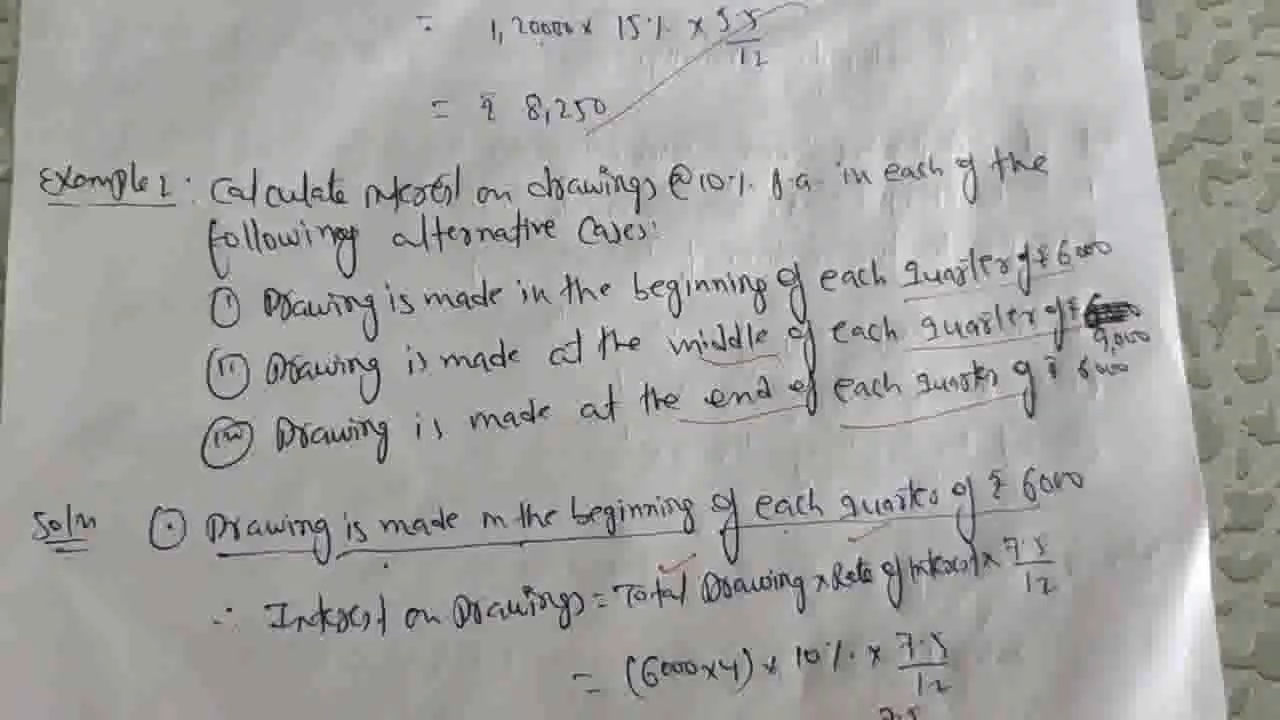 = 1,20000 × 15% × 5.5/12
= ₹ 8,250
Example 2: Calculate interest on drawings @ 10% p.a. in each of the
following alternative cases:
(i) Drawing is made in the beginning of each quarter of ₹ 6000
(ii) Drawing is made at the middle of each quarter of ₹
9,000
(iii) Drawing is made at the end of each quarter of ₹ 6000
Soln (i) Drawing is made in the beginning of each quarter of ₹ 6000
∴ Interest on Drawings = Total Drawing × Rate of Interest × 7.5/12
= (6000×4) × 10% × 7.5/12
7.5